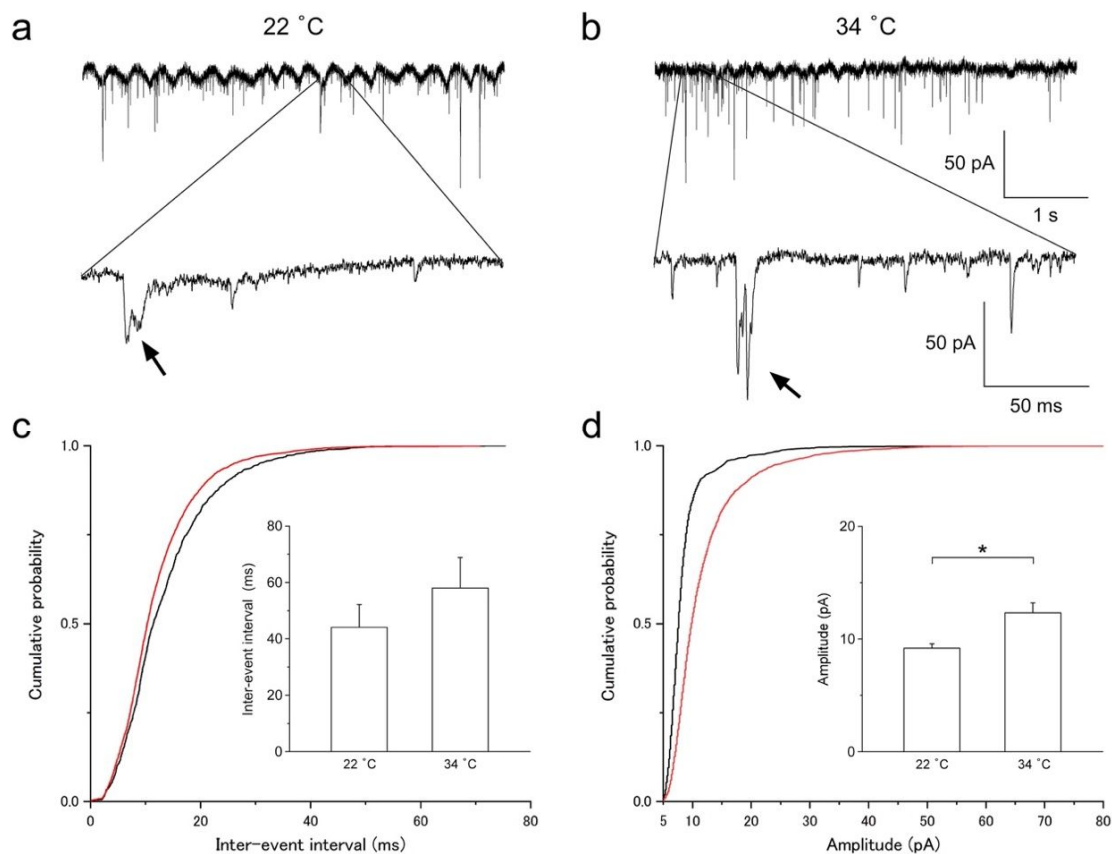 a
22 ˚C
b
34 ˚C
50 pA
1 s
50 pA
50 ms
c
1.0
0.5
0.0
Cumulative probability
0 20 40 60 80
Inter-event interval (ms)
80
60
40
20
0
Inter-event interval (ms)
22 ˚C 34 ˚C
d
1.0
0.5
0.0
Cumulative probability
5 10 20 30 40 50 60 70 80
Amplitude (pA)
20
10
0
Amplitude (pA)
*
22 ˚C 34 ˚C